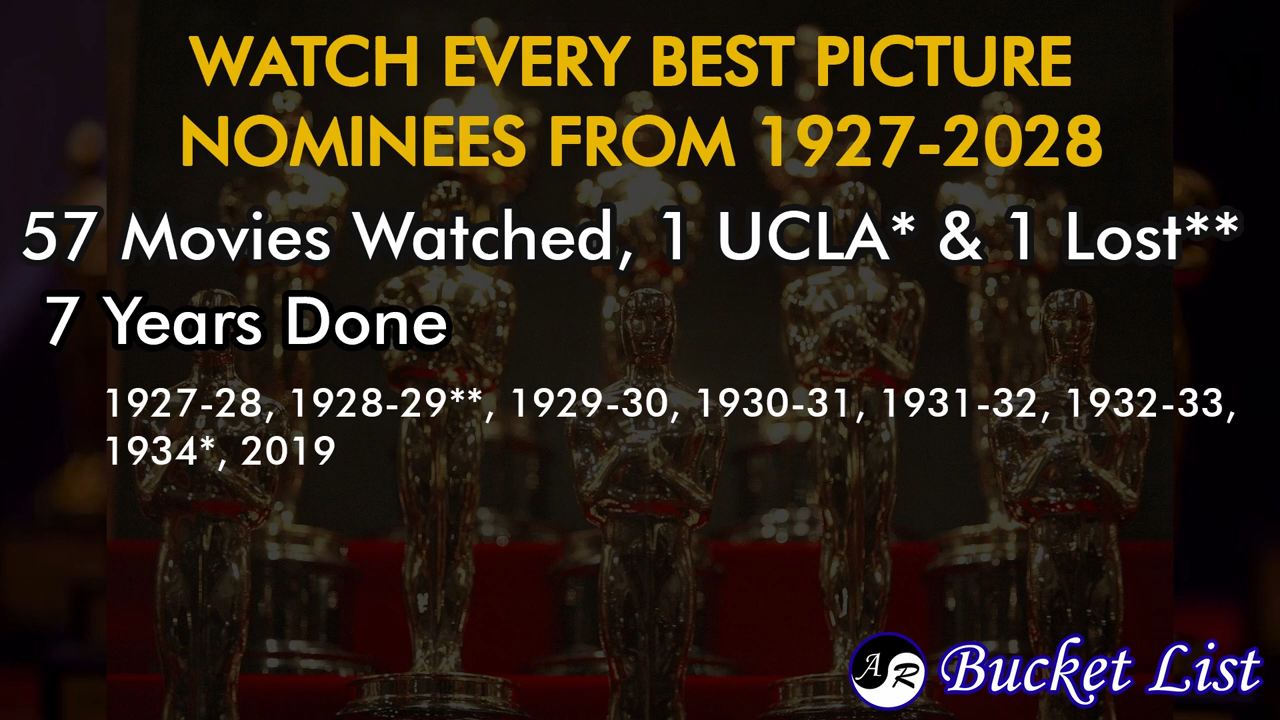 WATCH EVERY BEST PICTURE
NOMINEES FROM 1927-2028
57 Movies Watched, 1 UCLA* & 1 Lost**
7 Years Done
1927-28, 1928-29**, 1929-30, 1930-31, 1931-32, 1932-33,
1934*, 2019
AR Bucket List